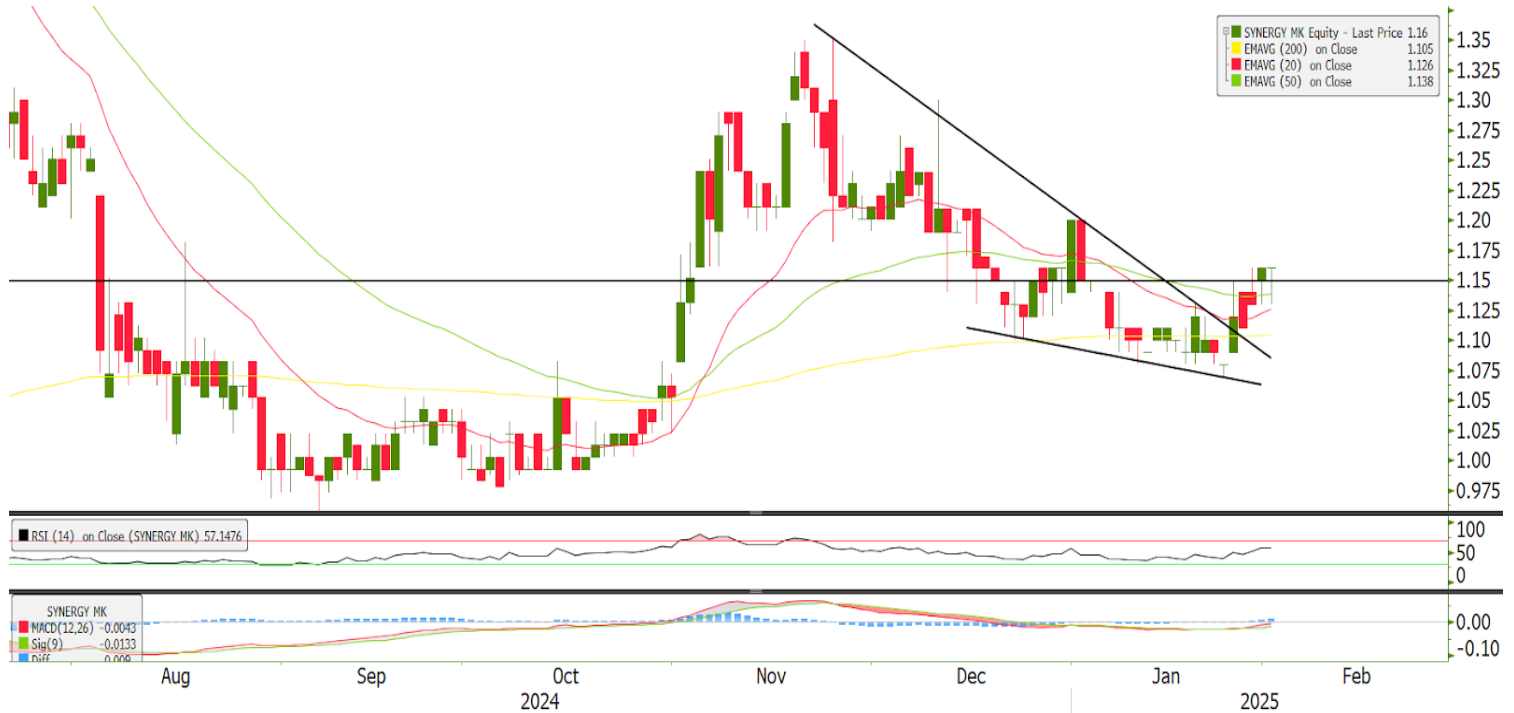 SYNERGY MK Equity - Last Price 1.16
EMAVG (200) on Close 1.105
EMAVG (20) on Close 1.126
EMAVG (50) on Close 1.138
1.35
1.325
1.30
1.275
1.25
1.225
1.20
1.175
1.15
1.125
1.10
1.075
1.05
1.025
1.00
0.975
RSI (14) on Close (SYNERGY MK) 57.1476
100
50
0
SYNERGY MK
MACD(12,26) -0.0043
Sig(9) -0.0133
Diff 0.009
0.00
-0.10
Aug Sep Oct Nov Dec Jan Feb
2024 2025